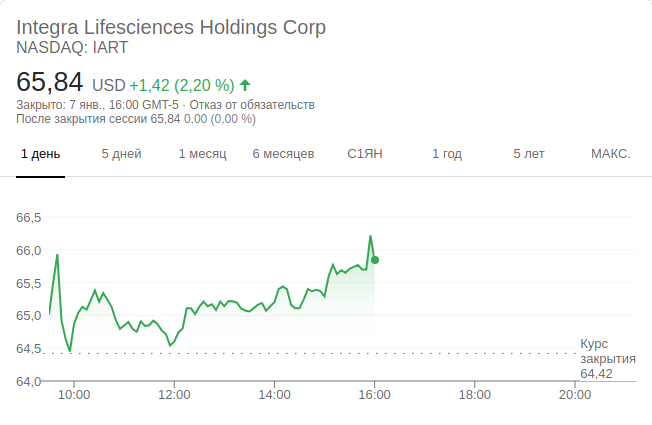 Integra Lifesciences Holdings Corp
NASDAQ: IART
65,84 USD +1,42 (2,20 %)
Закрыто: 7 янв., 16:00 GMT-5 · Отказ от обязательств
После закрытия сессии 65,84 0,00 (0,00 %)
1 день 5 дней 1 месяц 6 месяцев С1ЯН 1 год 5 лет МАКС.
66,5
66,0
65,5
65,0
64,5
64,0
Курс
закрытия
64,42
10:00 12:00 14:00 16:00 18:00 20:00